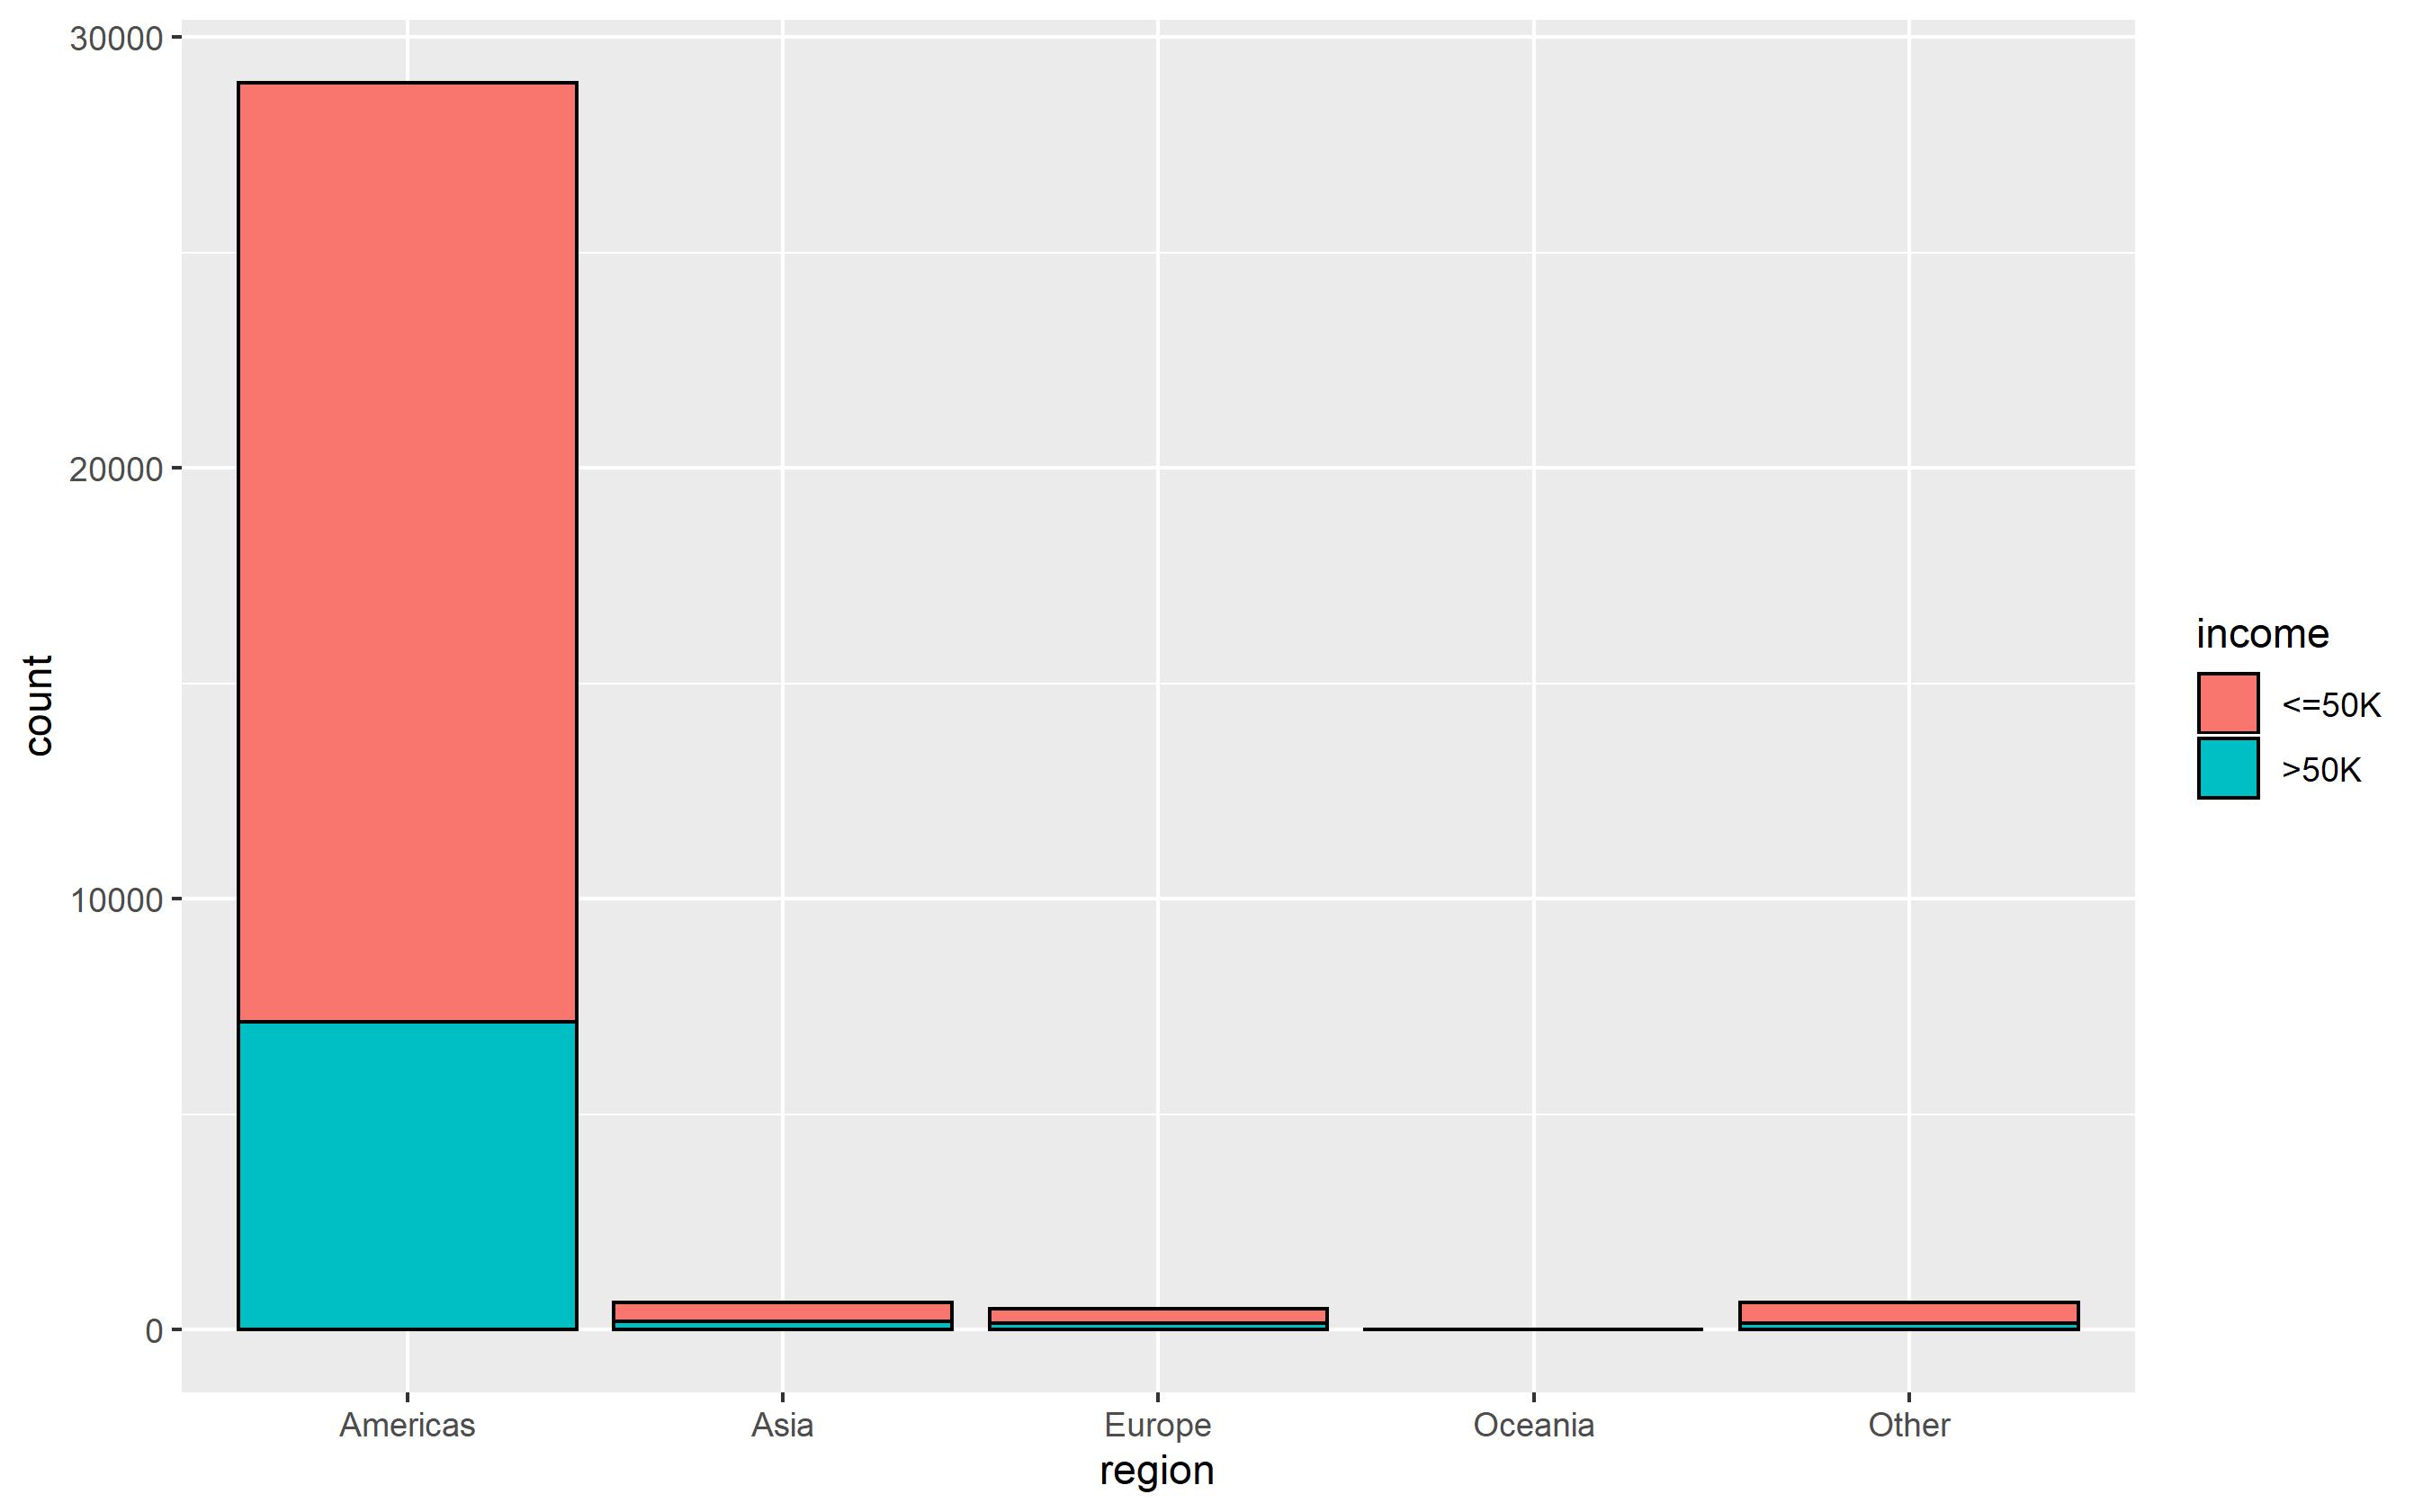 30000
20000
10000
0
count
Americas
Asia
Europe
Oceania
Other
region
income
<=50K
>50K